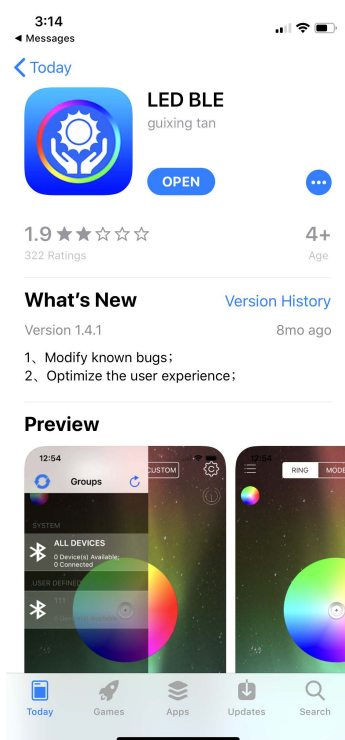 3:14
Messages
Today
LED BLE
guixing tan
OPEN
1.9
4+
322 Ratings
Age
What's New
Version History
Version 1.4.1
8mo ago
1、Modify known bugs；
2、Optimize the user experience；
Preview
12:54
Groups
CUSTOM
SYSTEM
ALL DEVICES
0 Device(s) Available;
0 Connected
USER DEFINED
111
12:54
RING
MODE
Today
Games
Apps
Updates
Search